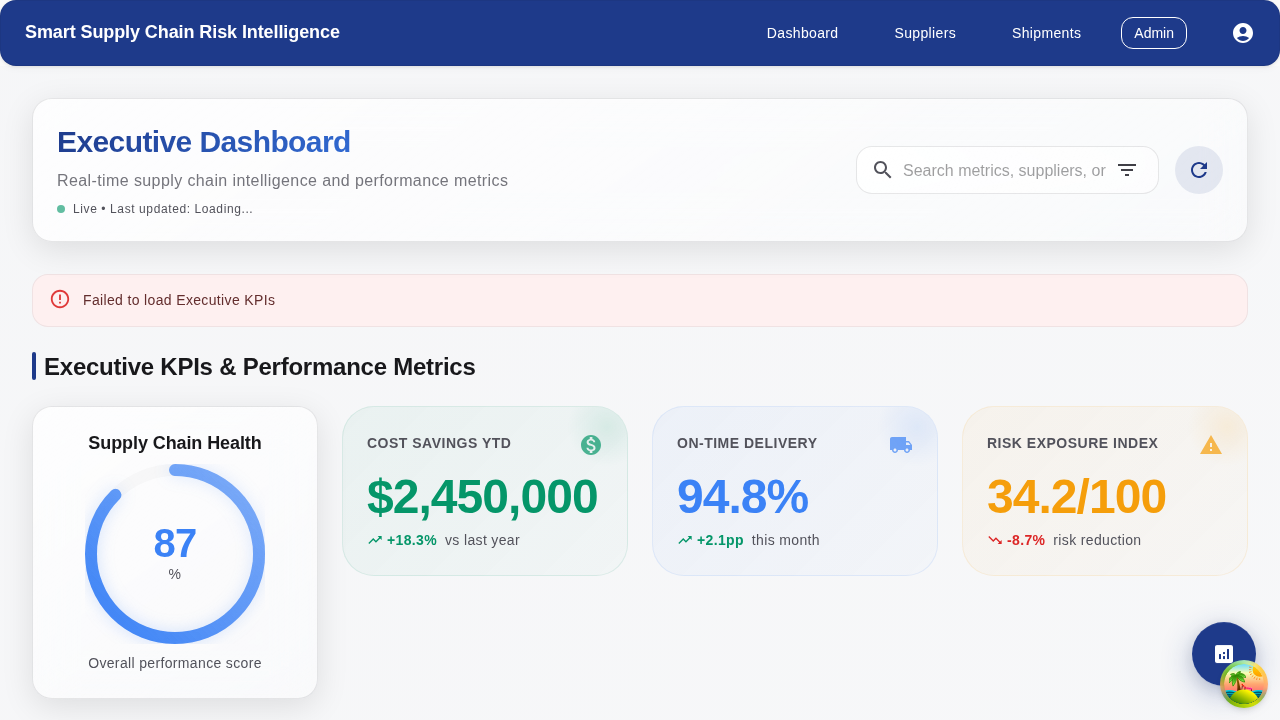 Smart Supply Chain Risk Intelligence
Dashboard
Suppliers
Shipments
Admin
Executive Dashboard
Real-time supply chain intelligence and performance metrics
Live • Last updated: Loading...
Search metrics, suppliers, or
Failed to load Executive KPIs
Executive KPIs & Performance Metrics
Supply Chain Health
87
%
Overall performance score
COST SAVINGS YTD
$2,450,000
+18.3% vs last year
ON-TIME DELIVERY
94.8%
+2.1pp this month
RISK EXPOSURE INDEX
34.2/100
-8.7% risk reduction